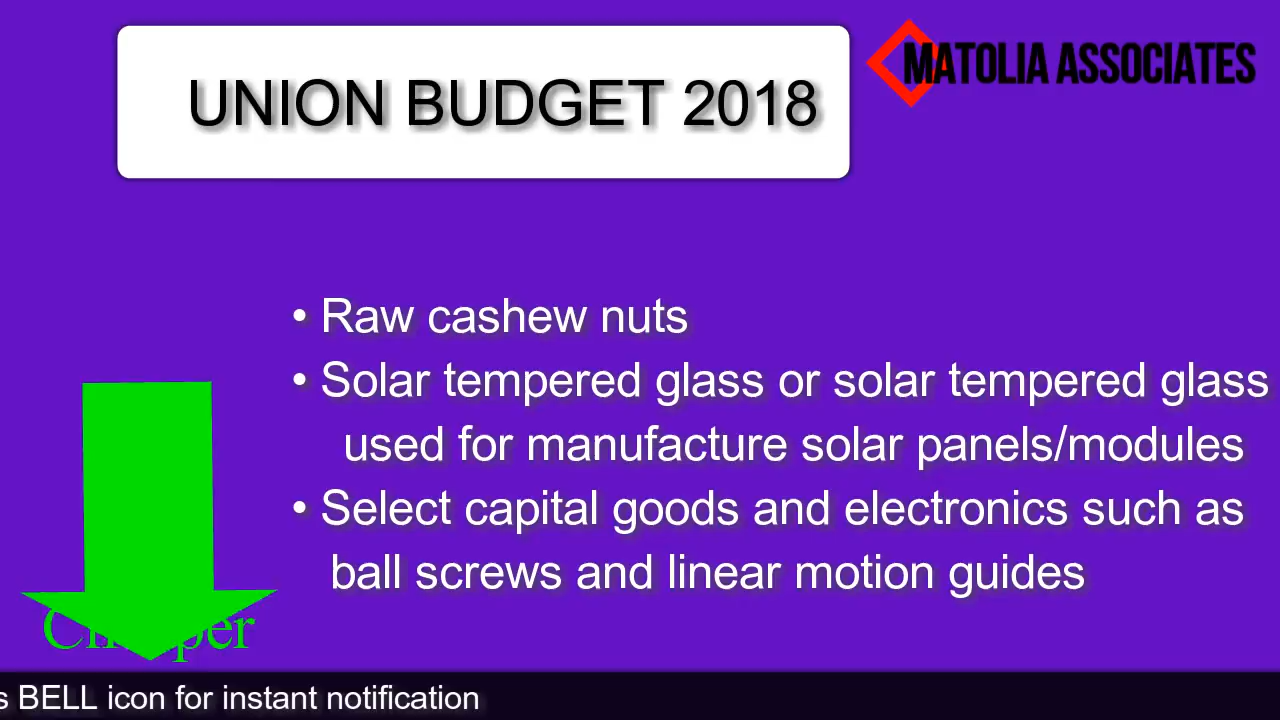 UNION BUDGET 2018
MATOLIA ASSOCIATES
• Raw cashew nuts
• Solar tempered glass or solar tempered glass
used for manufacture solar panels/modules
• Select capital goods and electronics such as
ball screws and linear motion guides
s BELL icon for instant notification